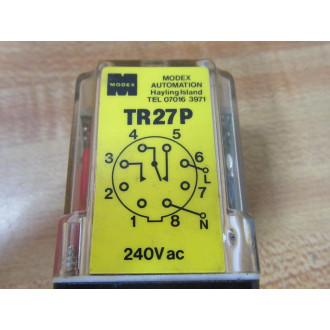 MODEX
MODEX
AUTOMATION
Hayling Island
TEL 07016 3971
TR27P
4 5
3 6
L
2 7
1 8 N
240Vac